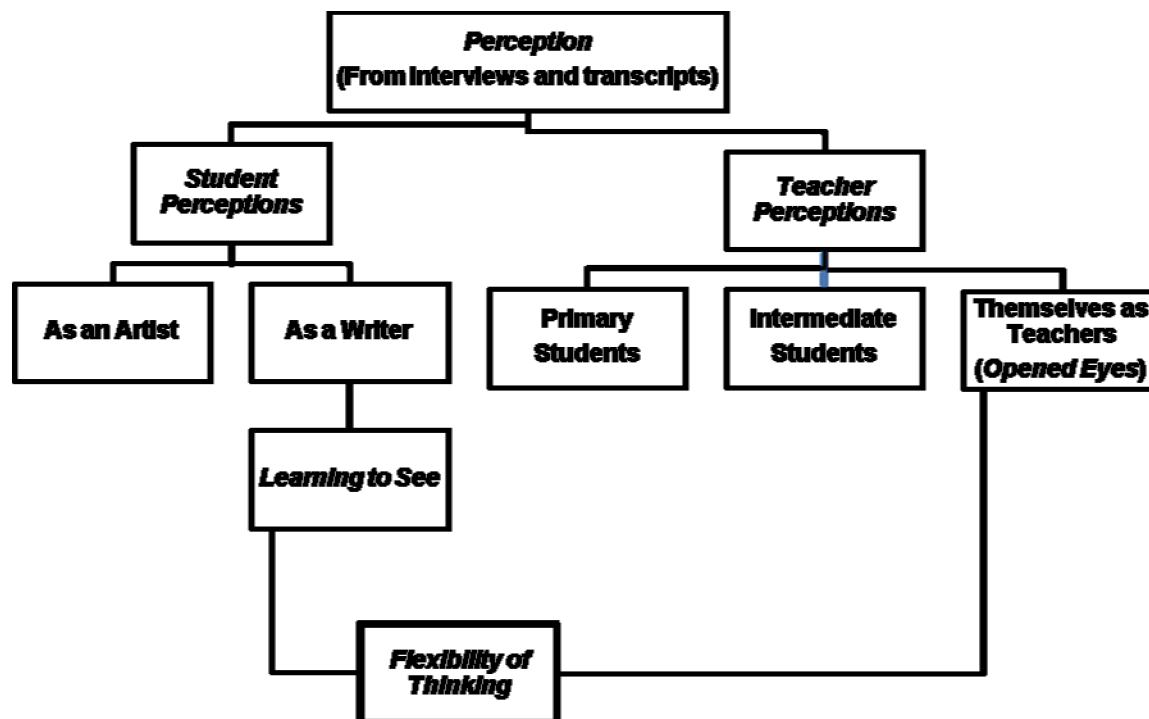 Perception
(From interviews and transcripts)
Student
Perceptions
Teacher
Perceptions
As an Artist
As a Writer
Primary
Students
Intermediate
Students
Themselves as
Teachers
(Opened Eyes)
Learning to See
Flexibility of
Thinking